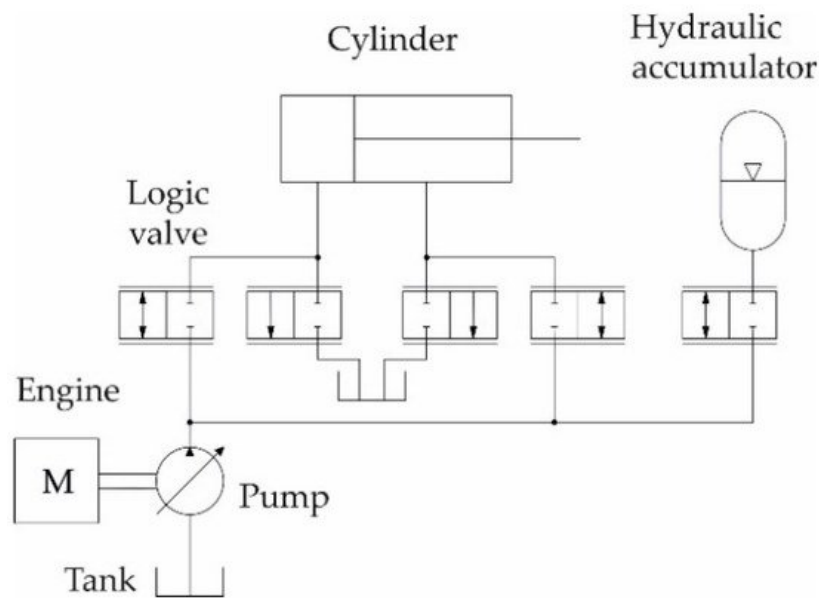 Cylinder
Hydraulic
accumulator
Logic
valve
Engine
M
Pump
Tank